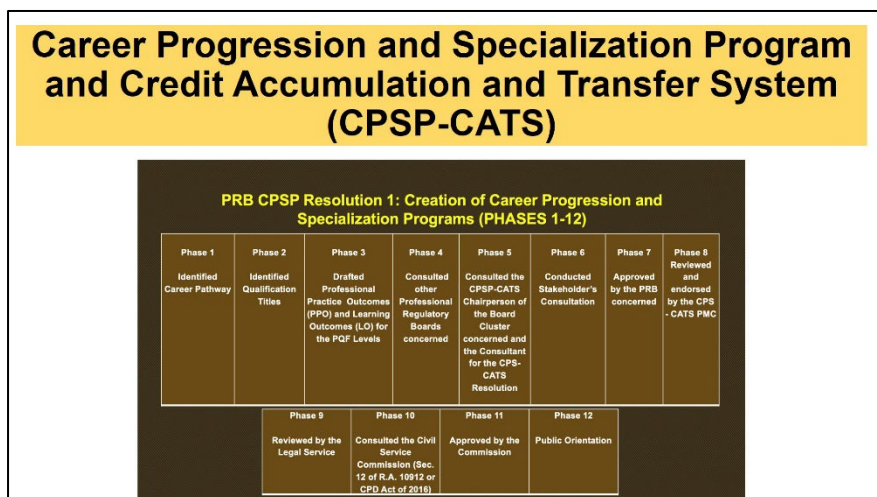 Career Progression and Specialization Program
and Credit Accumulation and Transfer System
(CPSP-CATS)
PRB CPSP Resolution 1: Creation of Career Progression and
Specialization Programs (PHASES 1-12)
Phase 1
Identified
Career Pathway
Phase 2
Identified
Qualification
Titles
Phase 3
Drafted
Professional
Practice Outcomes
(PPO) and Learning
Outcomes (LO) for
the PQF Levels
Phase 4
Consulted
other
Professional
Regulatory
Boards
concerned
Phase 5
Consulted the
CPSP-CATS
Chairperson of
the Board
Cluster
concerned and
the Consultant
for the CPS-
CATS
Resolution
Phase 6
Conducted
Stakeholder's
Consultation
Phase 7
Approved
by the PRB
concerned
Phase 8
Reviewed
and
endorsed
by the CPS
- CATS PMC
Phase 9
Reviewed by the
Legal Service
Phase 10
Consulted the Civil
Service
Commission (Sec.
12 of R.A. 10912 or
CPD Act of 2016)
Phase 11
Approved by the
Commission
Phase 12
Public Orientation